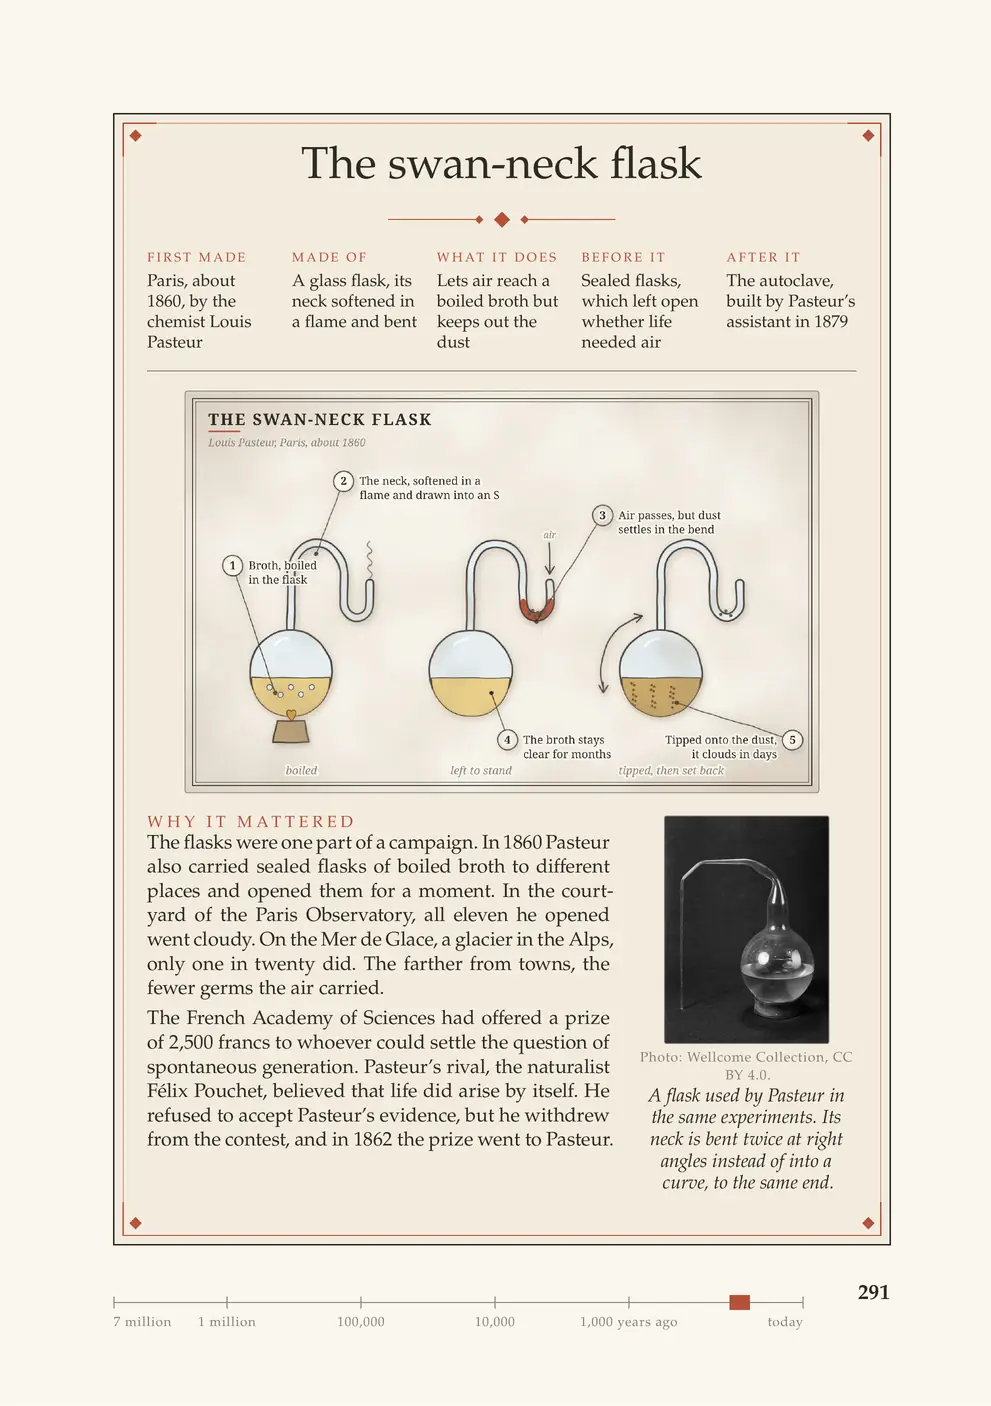 The swan-neck flask
FIRST MADE
Paris, about
1860, by the
chemist Louis
Pasteur
MADE OF
A glass flask, its
neck softened in
a flame and bent
WHAT IT DOES
Lets air reach a
boiled broth but
keeps out the
dust
BEFORE IT
Sealed flasks,
which left open
whether life
needed air
AFTER IT
The autoclave,
built by Pasteur’s
assistant in 1879
THE SWAN-NECK FLASK
Louis Pasteur, Paris, about 1860
2 The neck, softened in a
flame and drawn into an S
3 Air passes, but dust
settles in the bend
air
1 Broth, boiled
in the flask
4 The broth stays
clear for months
Tipped onto the dust, 5
it clouds in days
boiled
left to stand
tipped, then set back
WHY IT MATTERED
The flasks were one part of a campaign. In 1860 Pasteur
also carried sealed flasks of boiled broth to different
places and opened them for a moment. In the court-
yard of the Paris Observatory, all eleven he opened
went cloudy. On the Mer de Glace, a glacier in the Alps,
only one in twenty did. The farther from towns, the
fewer germs the air carried.
The French Academy of Sciences had offered a prize
of 2,500 francs to whoever could settle the question of
spontaneous generation. Pasteur’s rival, the naturalist
Félix Pouchet, believed that life did arise by itself. He
refused to accept Pasteur’s evidence, but he withdrew
from the contest, and in 1862 the prize went to Pasteur.
Photo: Wellcome Collection, CC
BY 4.0.
A flask used by Pasteur in
the same experiments. Its
neck is bent twice at right
angles instead of into a
curve, to the same end.
291
7 million
1 million
100,000
10,000
1,000 years ago
today